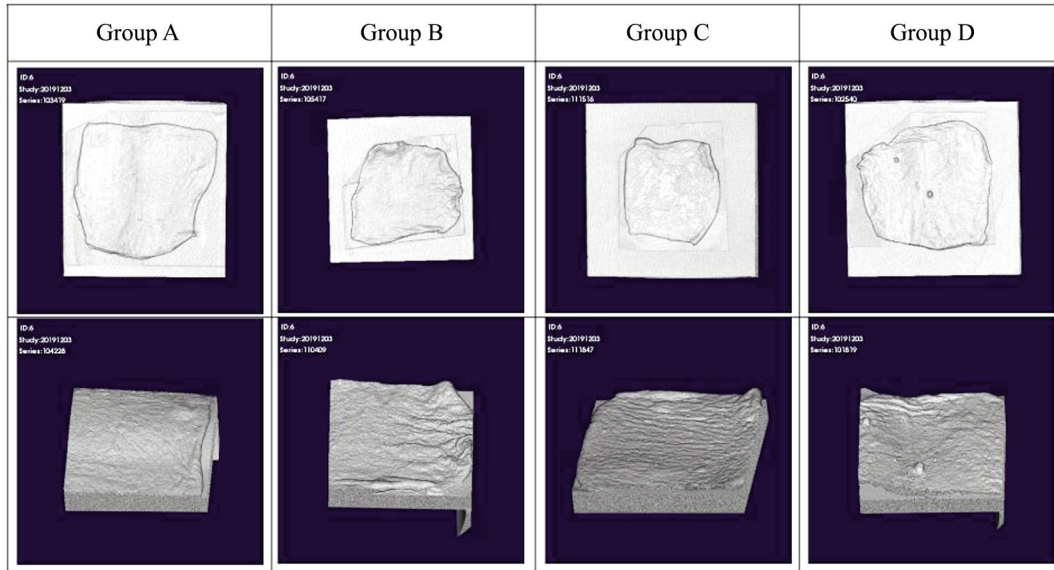 Group A
Group B
Group C
Group D
ID:6
Study:20191203
Series:103419
ID:6
Study:20191203
Series:105417
ID:6
Study:20191203
Series:111516
ID:6
Study:20191203
Series:102540
ID:6
Study:20191203
Series:104228
ID:6
Study:20191203
Series:110409
ID:6
Study:20191203
Series:111847
ID:6
Study:20191203
Series:101819